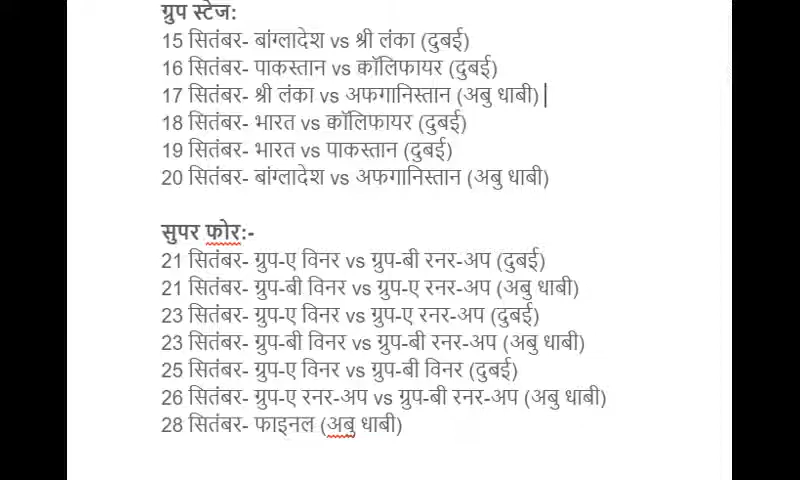 ग्रुप स्टेज:
15 सितंबर- बांग्लादेश vs श्री लंका (दुबई)
16 सितंबर- पाकस्तान vs क्वॉलिफायर (दुबई)
17 सितंबर- श्री लंका vs अफगानिस्तान (अबु धाबी)
18 सितंबर- भारत vs क्वॉलिफायर (दुबई)
19 सितंबर- भारत vs पाकस्तान (दुबई)
20 सितंबर- बांग्लादेश vs अफगानिस्तान (अबु धाबी)
सुपर फोर:-
21 सितंबर- ग्रुप-ए विनर vs ग्रुप-बी रनर-अप (दुबई)
21 सितंबर- ग्रुप-बी विनर vs ग्रुप-ए रनर-अप (अबु धाबी)
23 सितंबर- ग्रुप-ए विनर vs ग्रुप-ए रनर-अप (दुबई)
23 सितंबर- ग्रुप-बी विनर vs ग्रुप-बी रनर-अप (अबु धाबी)
25 सितंबर- ग्रुप-ए विनर vs ग्रुप-बी विनर (दुबई)
26 सितंबर- ग्रुप-ए रनर-अप vs ग्रुप-बी रनर-अप (अबु धाबी)
28 सितंबर- फाइनल (अबु धाबी)